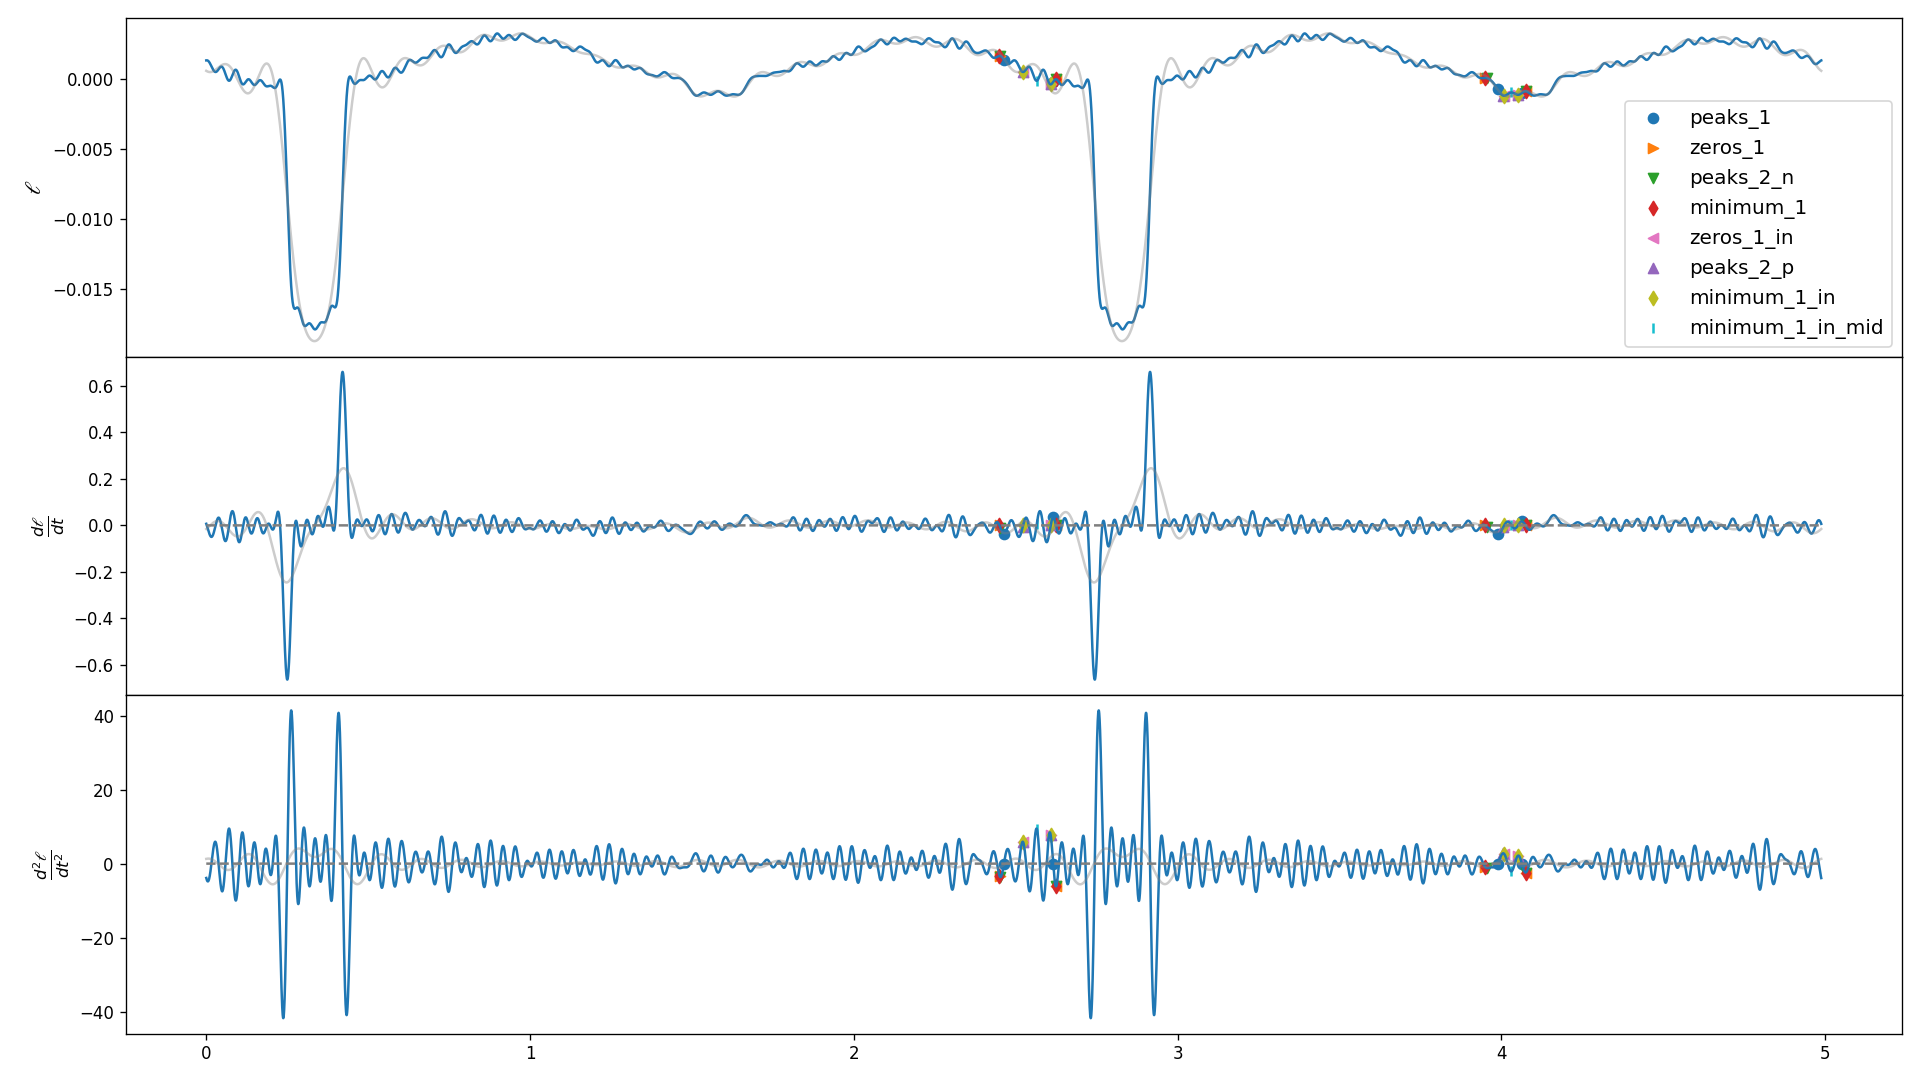 0.000
−0.005
−0.010
−0.015
ℓ
peaks_1
zeros_1
peaks_2_n
minimum_1
zeros_1_in
peaks_2_p
minimum_1_in
minimum_1_in_mid
0.6
0.4
0.2
0.0
−0.2
−0.4
−0.6
dℓ/dt
40
20
0
−20
−40
d²ℓ/dt²
0 1 2 3 4 5